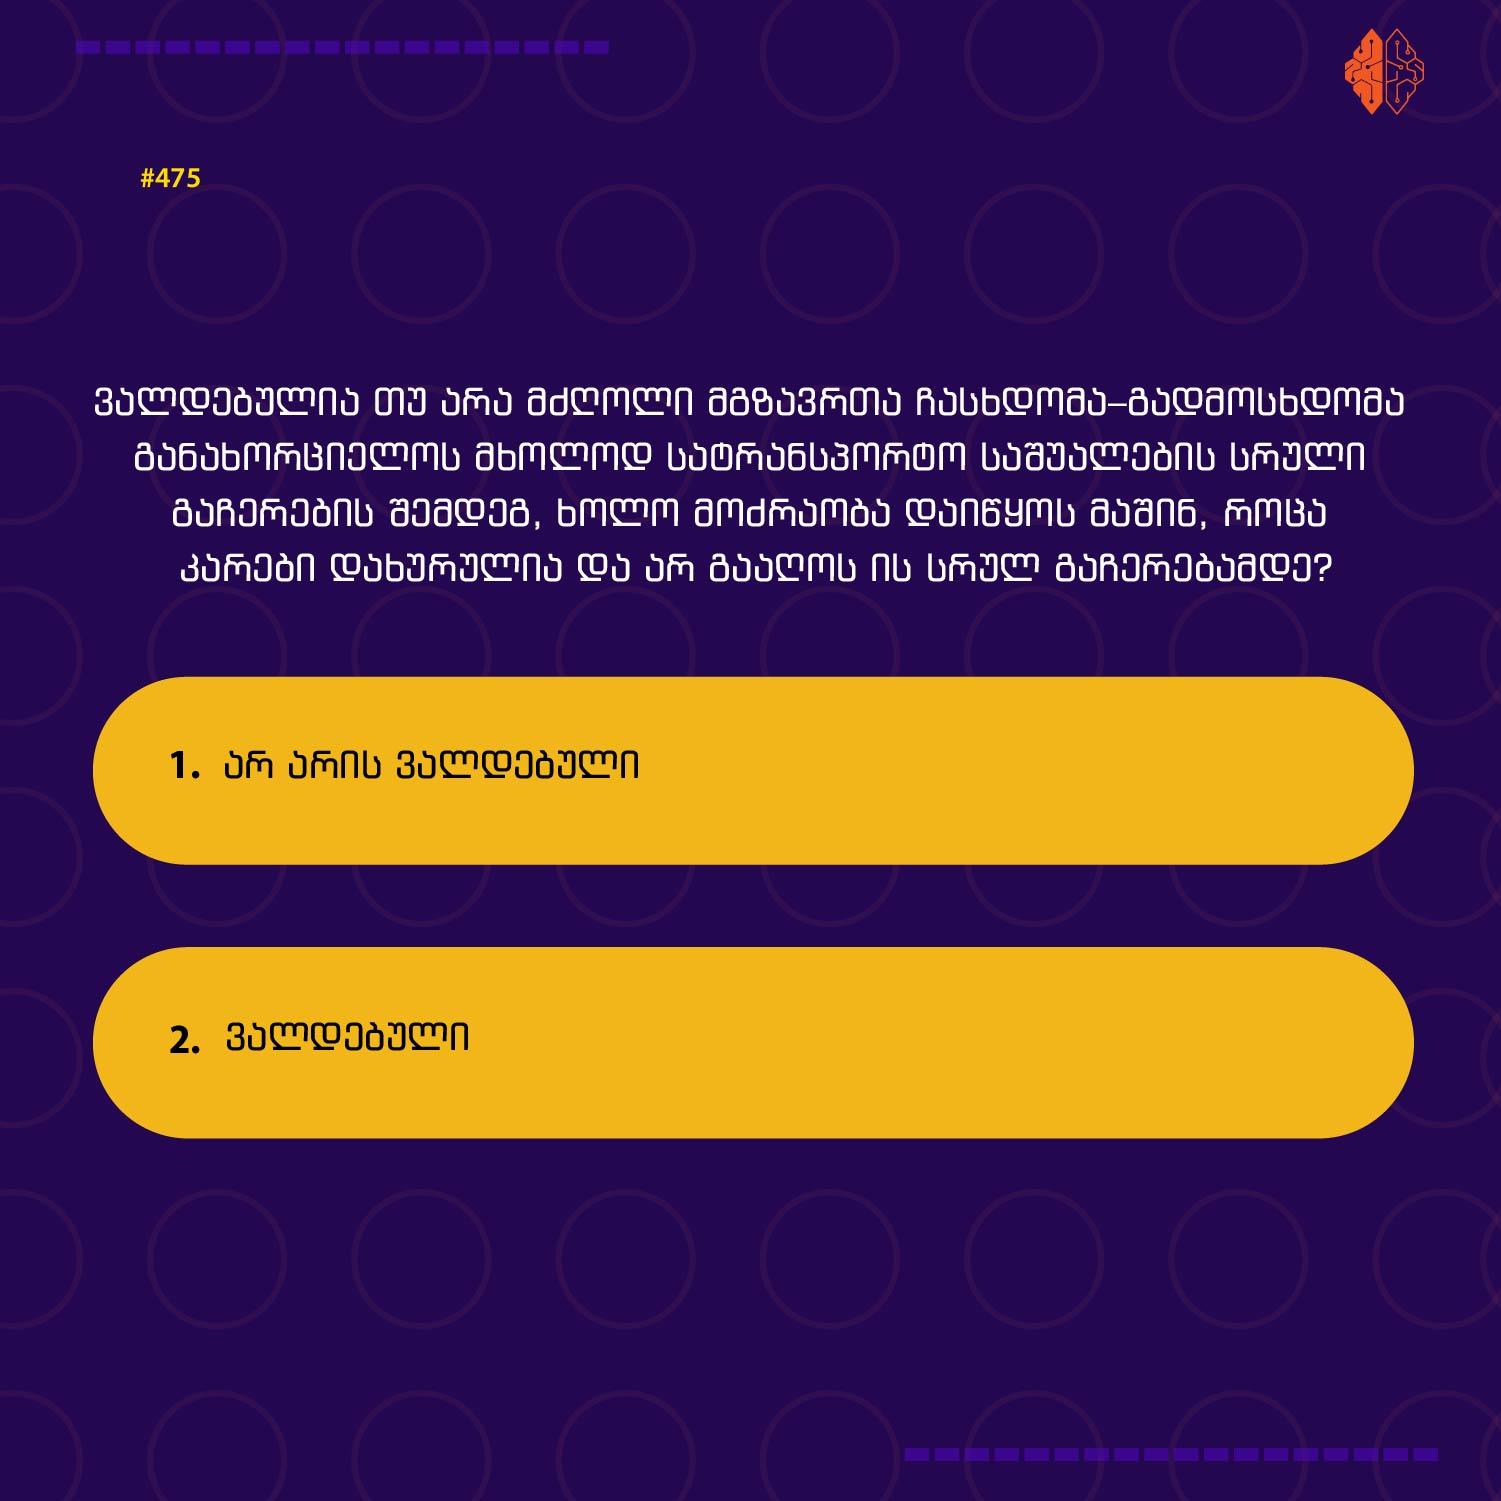 #475
ვალდებულია თუ არა მძღოლი მგზავრთა ჩასხდომა–გადმოსხდომა
განახორციელოს მხოლოდ სატრანსპორტო საშუალების სრული
გაჩერების შემდეგ, ხოლო მოძრაობა დაიწყოს მაშინ, როცა
კარები დახურულია და არ გააღოს ის სრულ გაჩერებამდე?
1. არ არის ვალდებული
2. ვალდებული